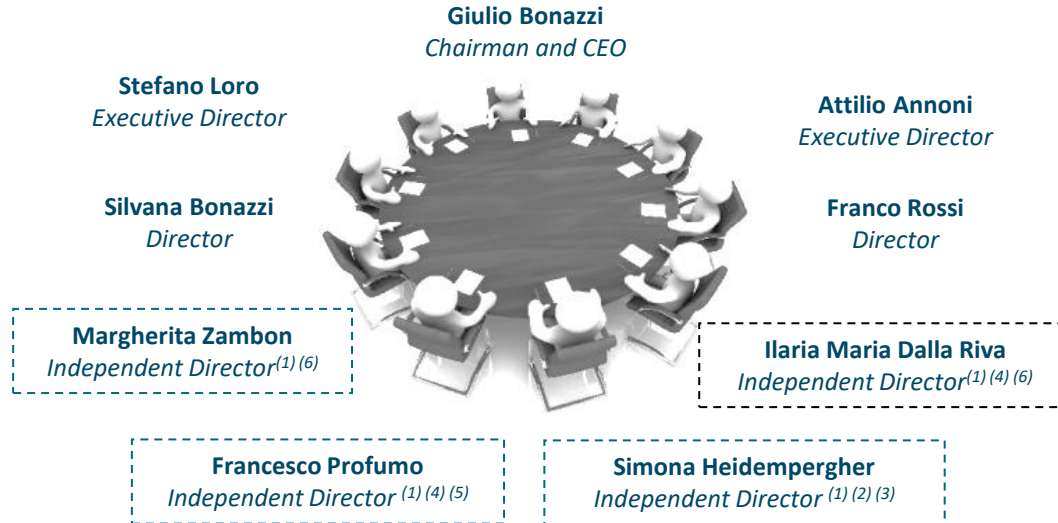 Giulio Bonazzi
Chairman and CEO
Stefano Loro
Executive Director
Attilio Annoni
Executive Director
Silvana Bonazzi
Director
Franco Rossi
Director
Margherita Zambon
Independent Director(1) (6)
Ilaria Maria Dalla Riva
Independent Director(1) (4) (6)
Francesco Profumo
Independent Director (1) (4) (5)
Simona Heidempergher
Independent Director (1) (2) (3)